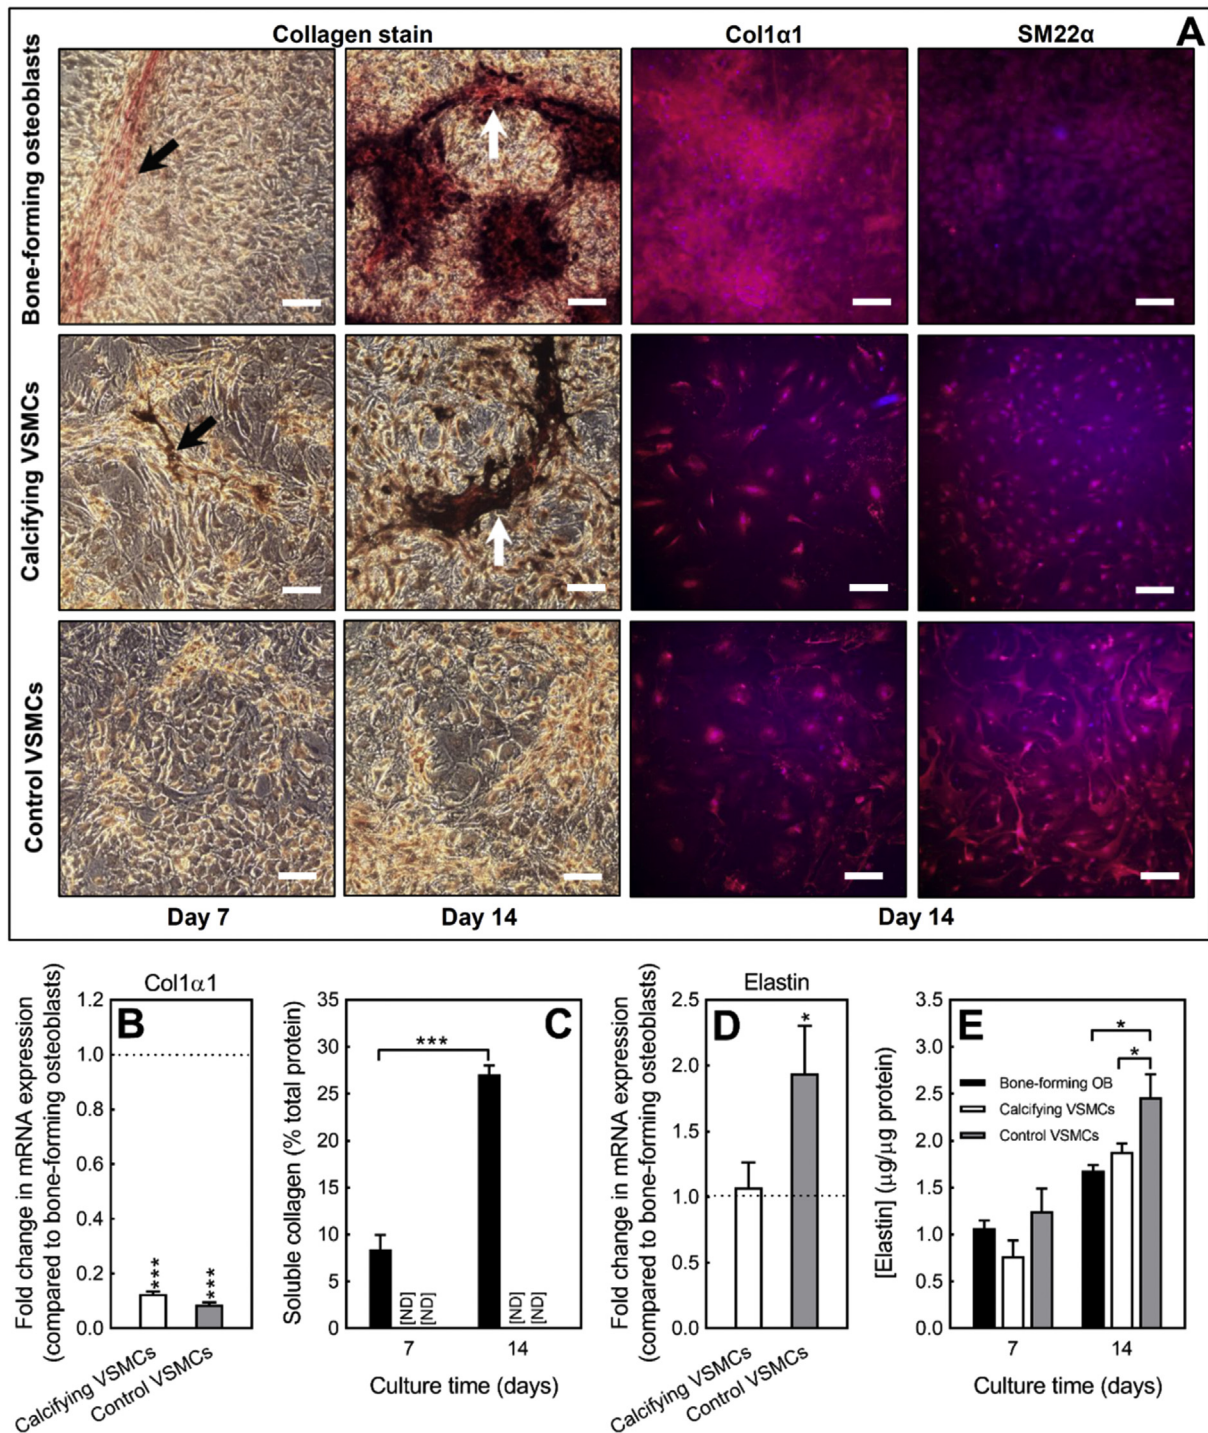 Collagen stain
Col1α1
SM22α
A
Bone-forming osteoblasts
Calcifying VSMCs
Control VSMCs
Day 7
Day 14
Day 14
Col1α1
B
Fold change in mRNA expression
(compared to bone-forming osteoblasts)
1.2
1.0
0.8
0.6
0.4
0.2
0.0
***
***
Calcifying VSMCs
Control VSMCs
C
Soluble collagen (% total protein)
35
30
25
20
15
10
5
0
***
[ND]
[ND]
[ND]
[ND]
7
14
Culture time (days)
Elastin
D
Fold change in mRNA expression
(compared to bone-forming osteoblasts)
2.5
2.0
1.5
1.0
0.5
0.0
*
Calcifying VSMCs
Control VSMCs
E
[Elastin] (µg/µg protein)
3.5
3.0
2.5
2.0
1.5
1.0
0.5
0.0
*
*
Bone-forming OB
Calcifying VSMCs
Control VSMCs
7
14
Culture time (days)